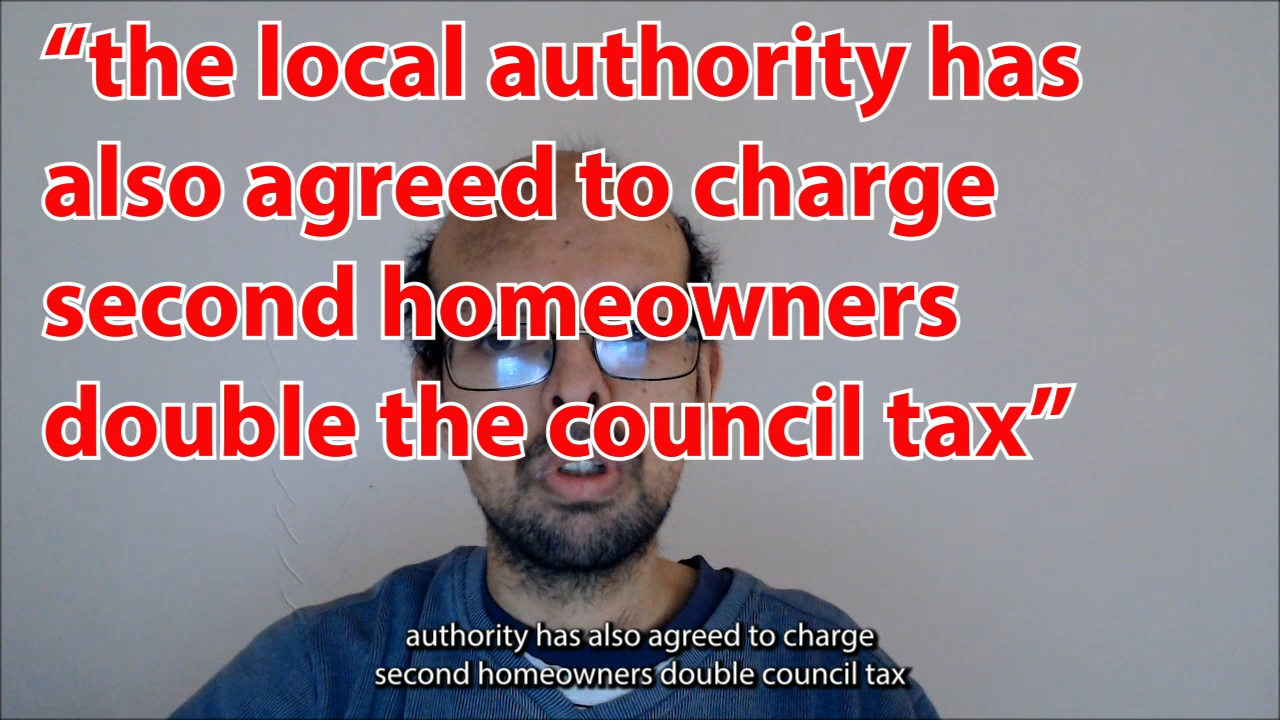 “the local authority has
also agreed to charge
second homeowners
double the council tax”
authority has also agreed to charge
second homeowners double council tax